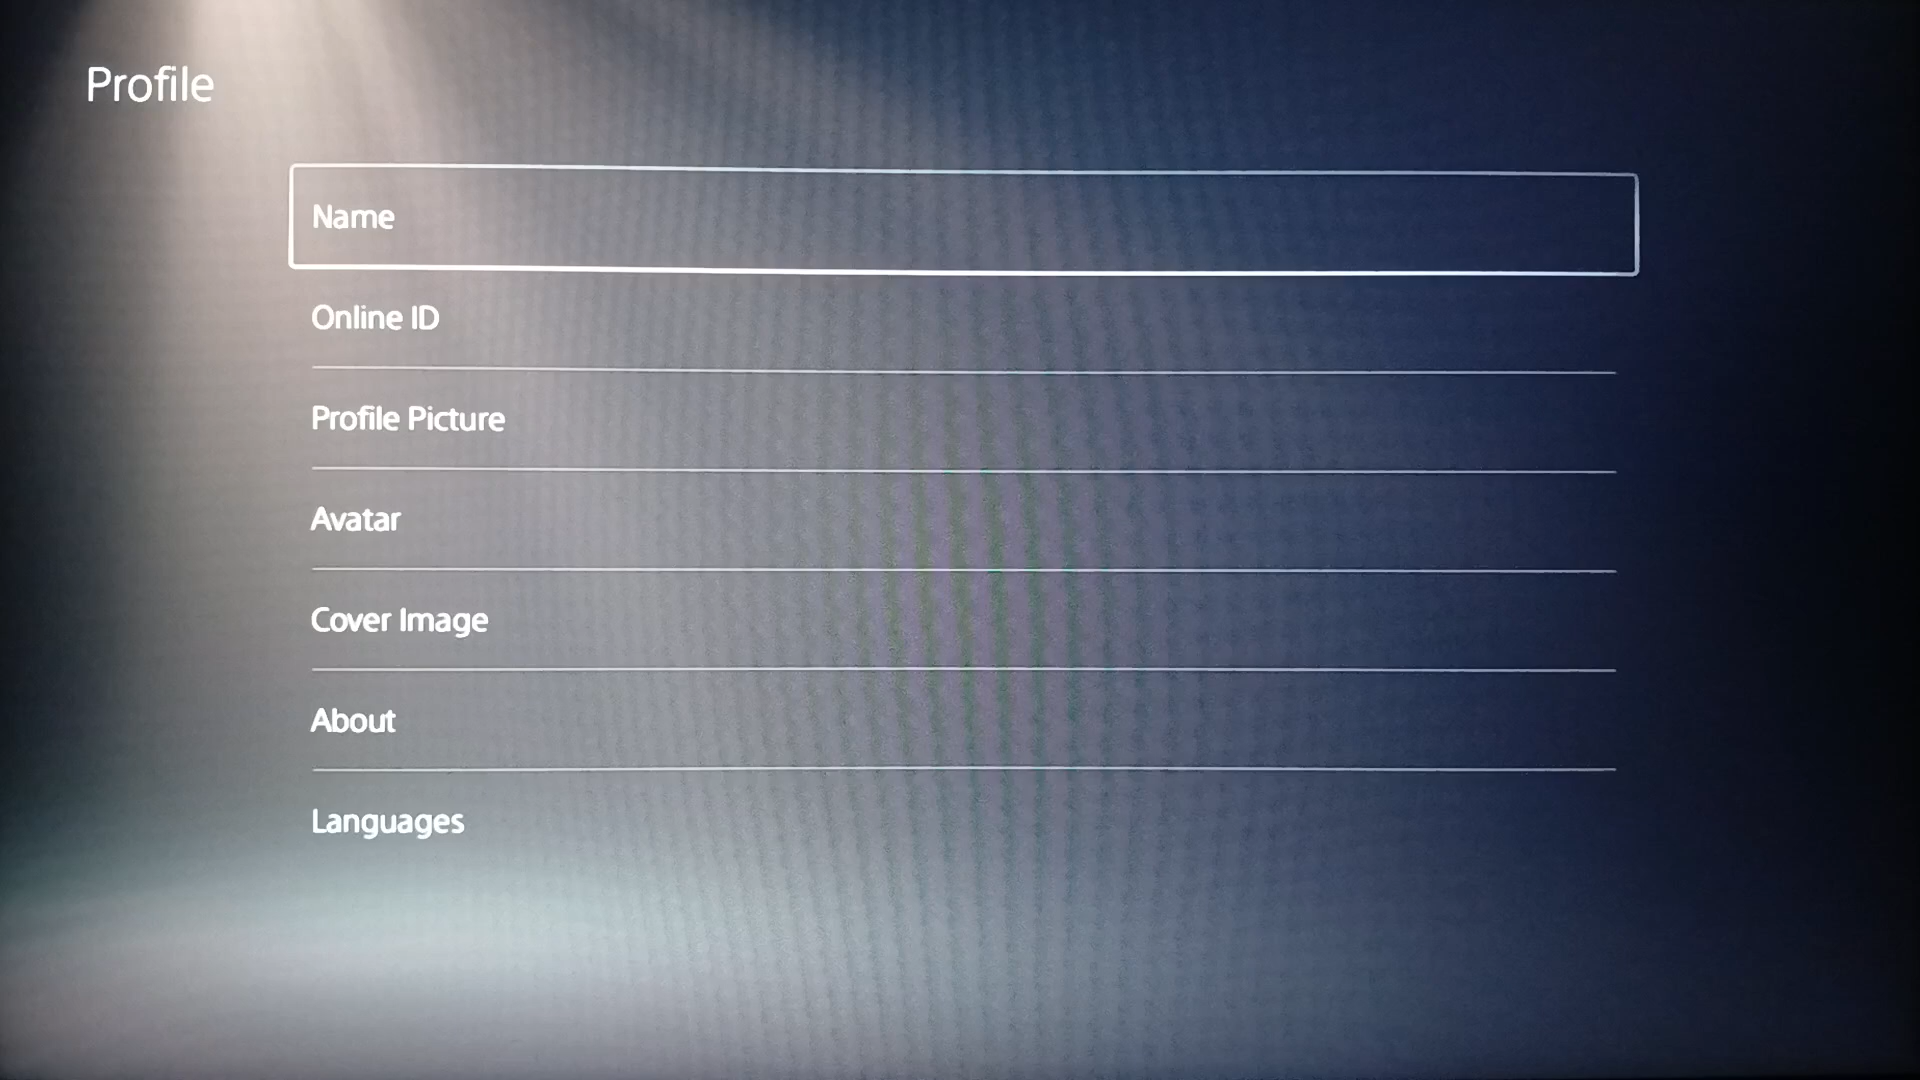 Profile
Name
Online ID
Profile Picture
Avatar
Cover Image
About
Languages